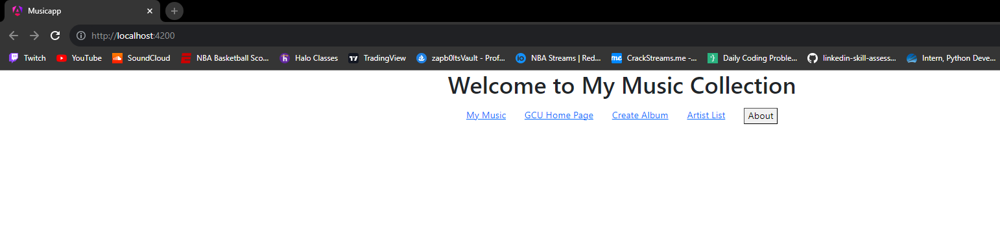 Musicapp
http://localhost:4200
Twitch YouTube SoundCloud NBA Basketball Sco... Halo Classes TradingView zapb0ltsVault - Prof... NBA Streams | Red... CrackStreams.me -... Daily Coding Proble... linkedin-skill-assess... Intern, Python Deve...
Welcome to My Music Collection
My Music GCU Home Page Create Album Artist List About